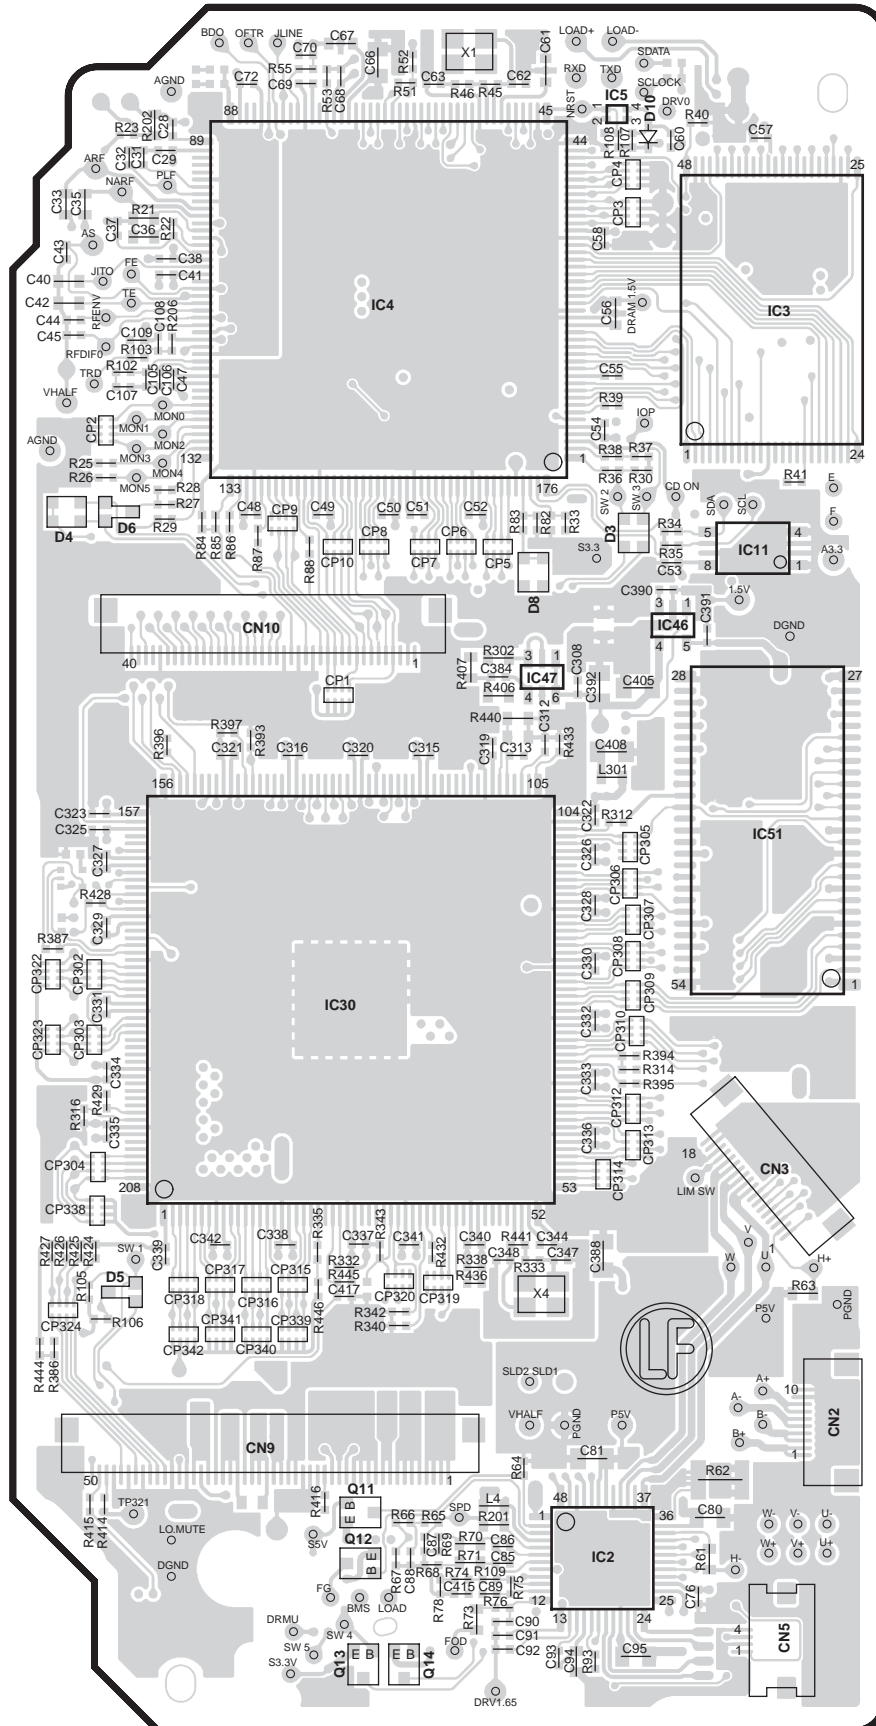 BDO
OFTR
JLINE
C70
C67
C66
R52
X1
C61
LOAD+
LOAD-
SDATA
AGND
C72
R55
C69
R53
C68
R51
C63
R46
R45
C62
RXD
TXD
SCLOCK
NRST
IC5
1
2
3
4
D10
DRV0
R40
C57
R23
R202
C28
88
45
89
44
R108
R107
C60
48
25
C32
C31
C29
CP4
ARF
PLF
NARF
C33
C35
R21
C36
C37
R22
CP3
AS
C43
C58
C38
FE
C41
C40
JITO
IC4
C56
DRAM 1.5V
IC3
C42
TE
RFENV
C44
C45
C109
C108
R206
RFDIF0
R103
TRD
R102
C107
C105
C106
C47
C55
VHALF
R39
MON0
CP2
MON1
MON2
IOP
C54
AGND
MON3
R25
R26
132
MON4
MON5
1
R38
R37
R36
R30
1
24
R41
E
133
176
R28
R27
R29
D4
D6
C48
CP9
C49
C50
C51
C52
R83
R82
R33
SW 2
SW 3
CD ON
SDA
SCL
F
R84
R85
R86
R87
R88
CP10
CP8
CP7
CP6
CP5
D8
D3
S3.3
R34
R35
C53
5
4
8
1
IC11
A3.3
C390
3
1
C391
1.5V
IC46
4
5
DGND
CN10
40
1
CP1
R407
R302
C384
R406
3
1
IC47
4
6
C308
C392
C405
28
27
R440
C312
R396
R397
C321
R393
C316
C320
C315
C319
C313
R433
C408
L301
156
105
C323
157
104
C322
R312
C325
C327
C326
CP305
IC51
CP306
R428
C329
C328
CP307
R387
CP322
CP302
C330
CP308
54
1
C331
IC30
CP309
CP323
CP303
C332
CP310
R394
R314
R395
C334
C333
R316
R429
C335
CP312
C336
CP313
18
CN3
CP304
CP314
LIM SW
208
53
CP338
1
52
V
1
R427
R426
R425
R424
SW 1
C339
C342
C338
R335
C337
R343
C341
R432
C340
R441
C344
C348
C347
C388
W
U
H+
D5
R105
CP317
CP315
R332
R445
C417
R338
R436
R333
CP318
CP316
CP320
CP319
X4
R63
CP324
R106
R446
R342
R340
P5V
PGND
CP341
CP339
R444
R386
CP342
CP340
LF
SLD2 SLD1
A+
10
A-
B-
B+
1
CN2
VHALF
PGND
P5V
CN9
50
1
C81
R64
R62
R415
R414
TP321
R416
Q11
E B
R66
R65
SPD
L4
R201
48
37
1
36
C80
LO.MUTE
S5V
Q12
B E
C87
R69
R70
C86
R71
C85
IC2
W-
V-
U-
W+
V+
U+
R61
H-
DGND
R67
C88
R68
R74
R109
C415
C89
R75
FG
BMS
LOAD
R78
R76
12
25
C76
13
24
DRMU
SW 4
R73
C90
C91
C92
4
1
CN5
SW 5
FOD
S3.3V
Q13
E B
E B
Q14
C93
C94
R93
C95
DRV1.65